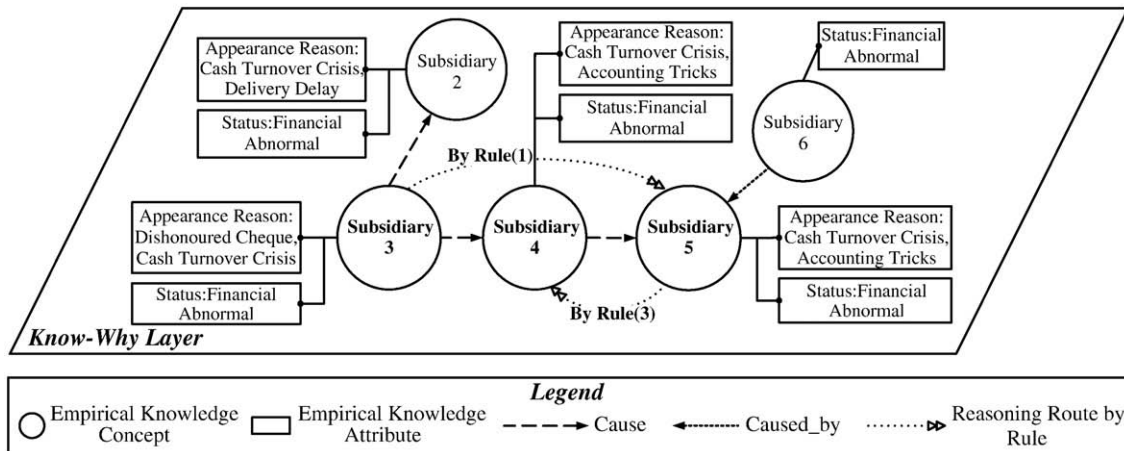 Appearance Reason:
Cash Turnover Crisis,
Delivery Delay
Status:Financial
Abnormal
Subsidiary
2
Appearance Reason:
Cash Turnover Crisis,
Accounting Tricks
Status:Financial
Abnormal
Status:Financial
Abnormal
Subsidiary
6
By Rule(1)
Appearance Reason:
Dishonoured Cheque,
Cash Turnover Crisis
Status:Financial
Abnormal
Subsidiary
3
Subsidiary
4
Subsidiary
5
Appearance Reason:
Cash Turnover Crisis,
Accounting Tricks
Status:Financial
Abnormal
By Rule(3)
Know-Why Layer
Legend
Empirical Knowledge
Concept
Empirical Knowledge
Attribute
Cause
Caused_by
Reasoning Route by
Rule